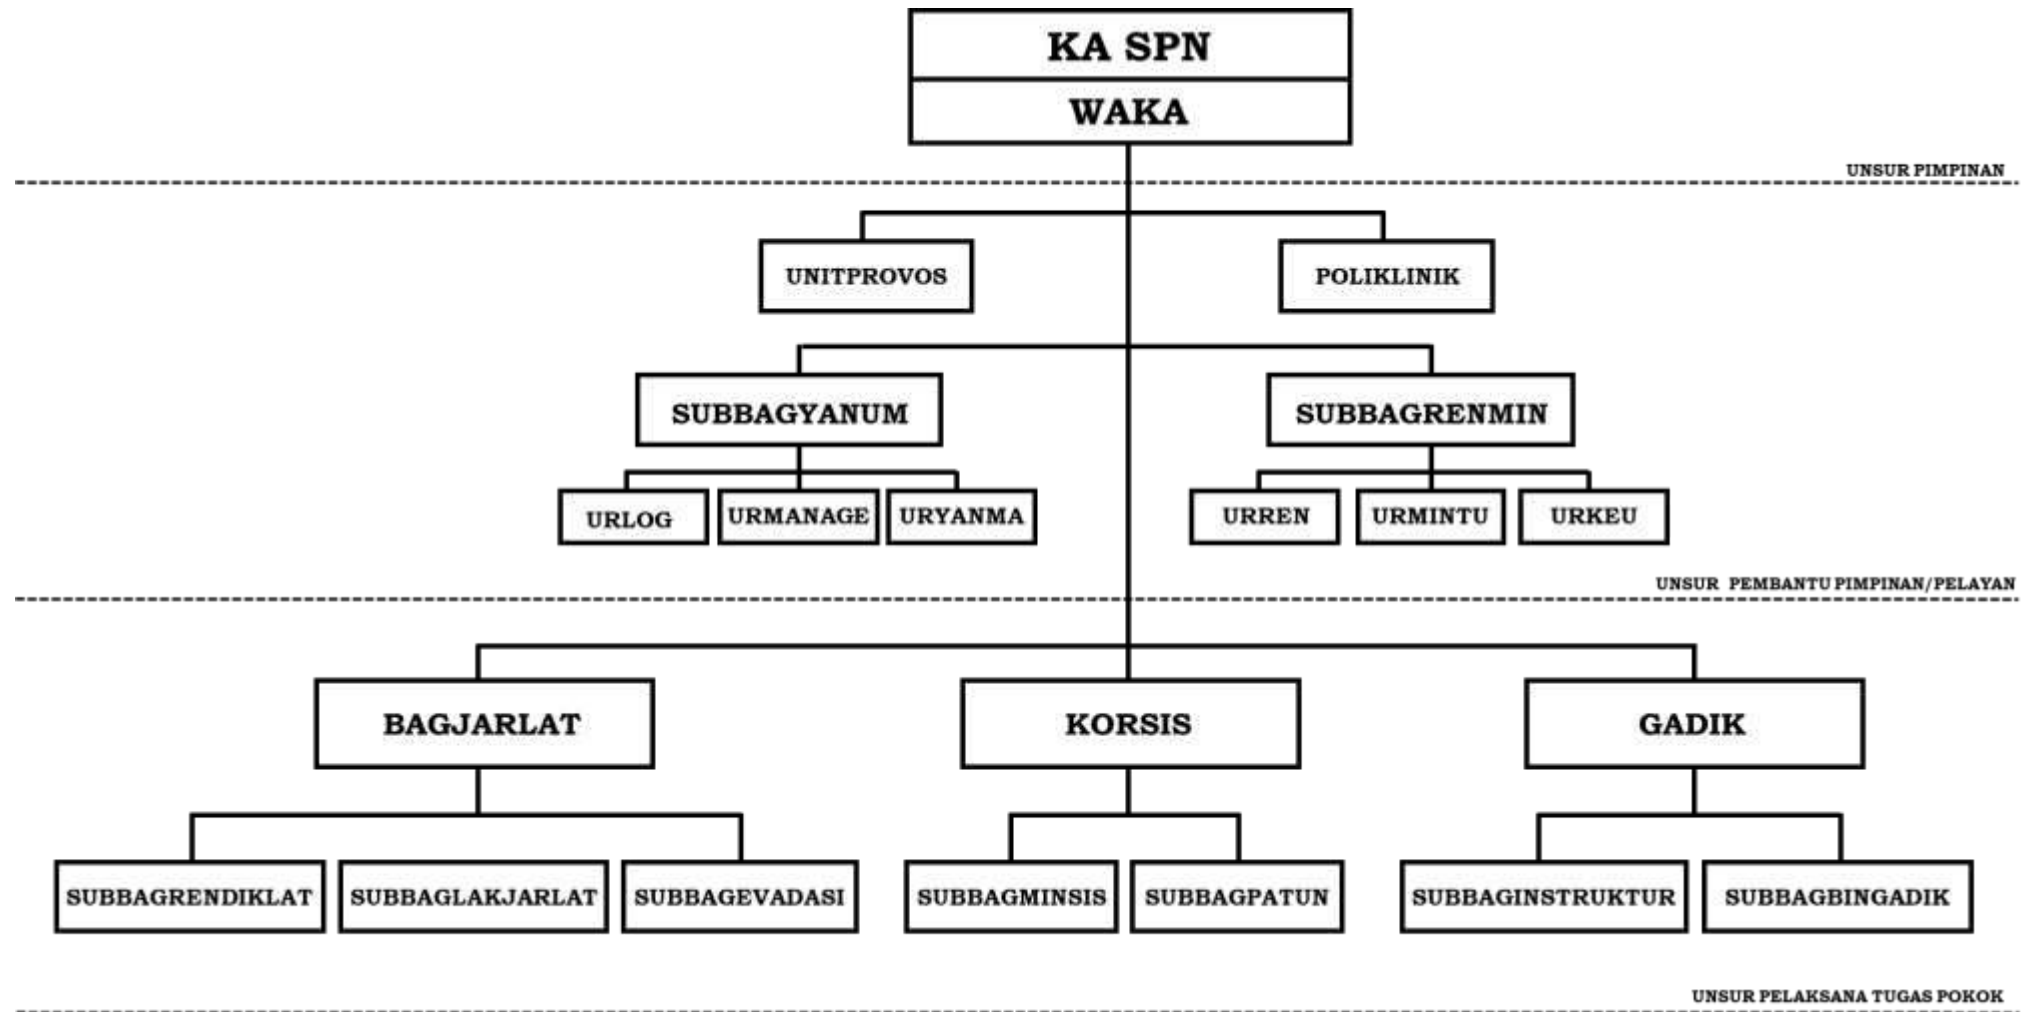 KA SPN
WAKA
UNSUR PIMPINAN
UNITPROVOS
POLIKLINIK
SUBBAGYANUM
SUBBAGRENMIN
URLOG
URMANAGE
URYANMA
URREN
URMINTU
URKEU
UNSUR PEMBANTU PIMPINAN/PELAYAN
BAGJARLAT
KORSIS
GADIK
SUBBAGRENDIKLAT
SUBBAGLAKJARLAT
SUBBAGEVADASI
SUBBAGMINSIS
SUBBAGPATUN
SUBBAGINSTRUKTUR
SUBBAGBINGADIK
UNSUR PELAKSANA TUGAS POKOK